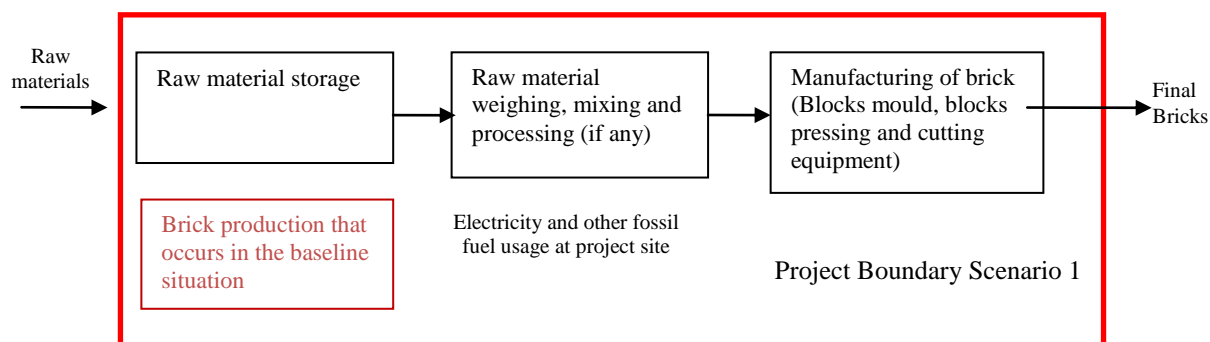 Raw
materials
Raw material storage
Raw material
weighing, mixing and
processing (if any)
Manufacturing of brick
(Blocks mould, blocks
pressing and cutting
equipment)
Final
Bricks
Brick production that
occurs in the baseline
situation
Electricity and other fossil
fuel usage at project site
Project Boundary Scenario 1